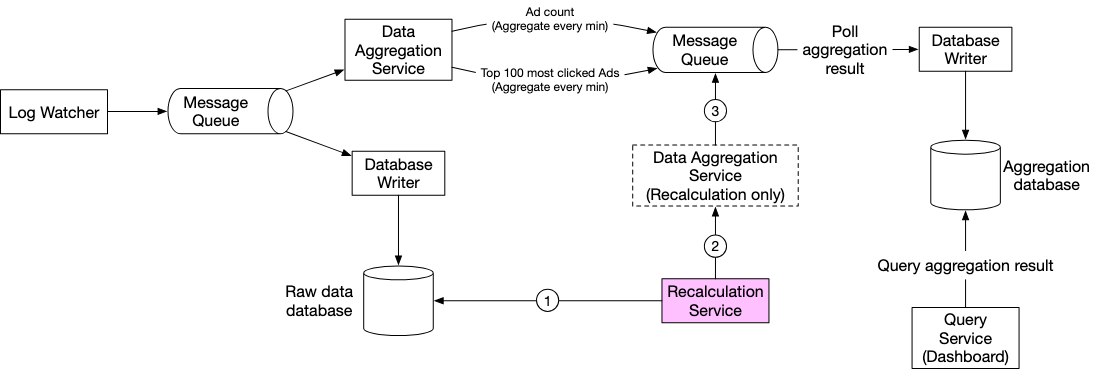 Log Watcher
Message
Queue
Data
Aggregation
Service
Ad count
(Aggregate every min)
Top 100 most clicked Ads
(Aggregate every min)
Message
Queue
Poll
aggregation
result
Database
Writer
Database
Writer
3
Data Aggregation
Service
(Recalculation only)
Aggregation
database
2
Query aggregation result
Raw data
database
1
Recalculation
Service
Query
Service
(Dashboard)